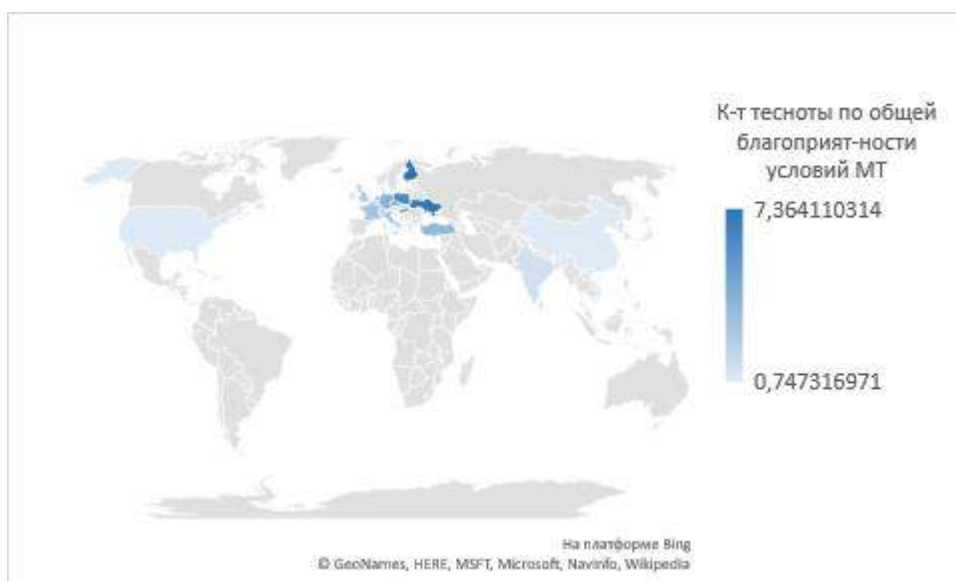 К-т тесноты по общей
благоприят-ности
условий МТ
7,364110314
0,747316971
На платформе Bing
© GeoNames, HERE, MSFT, Microsoft, NavInfo, Wikipedia